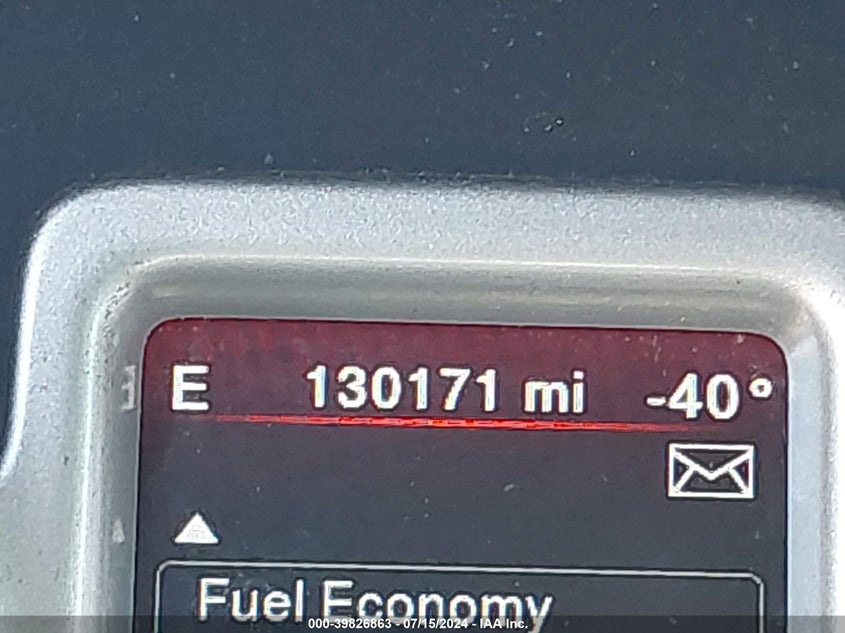 E 130171 mi -40°
Fuel Economy
000-39826863 - 07/15/2024 - IAA Inc.